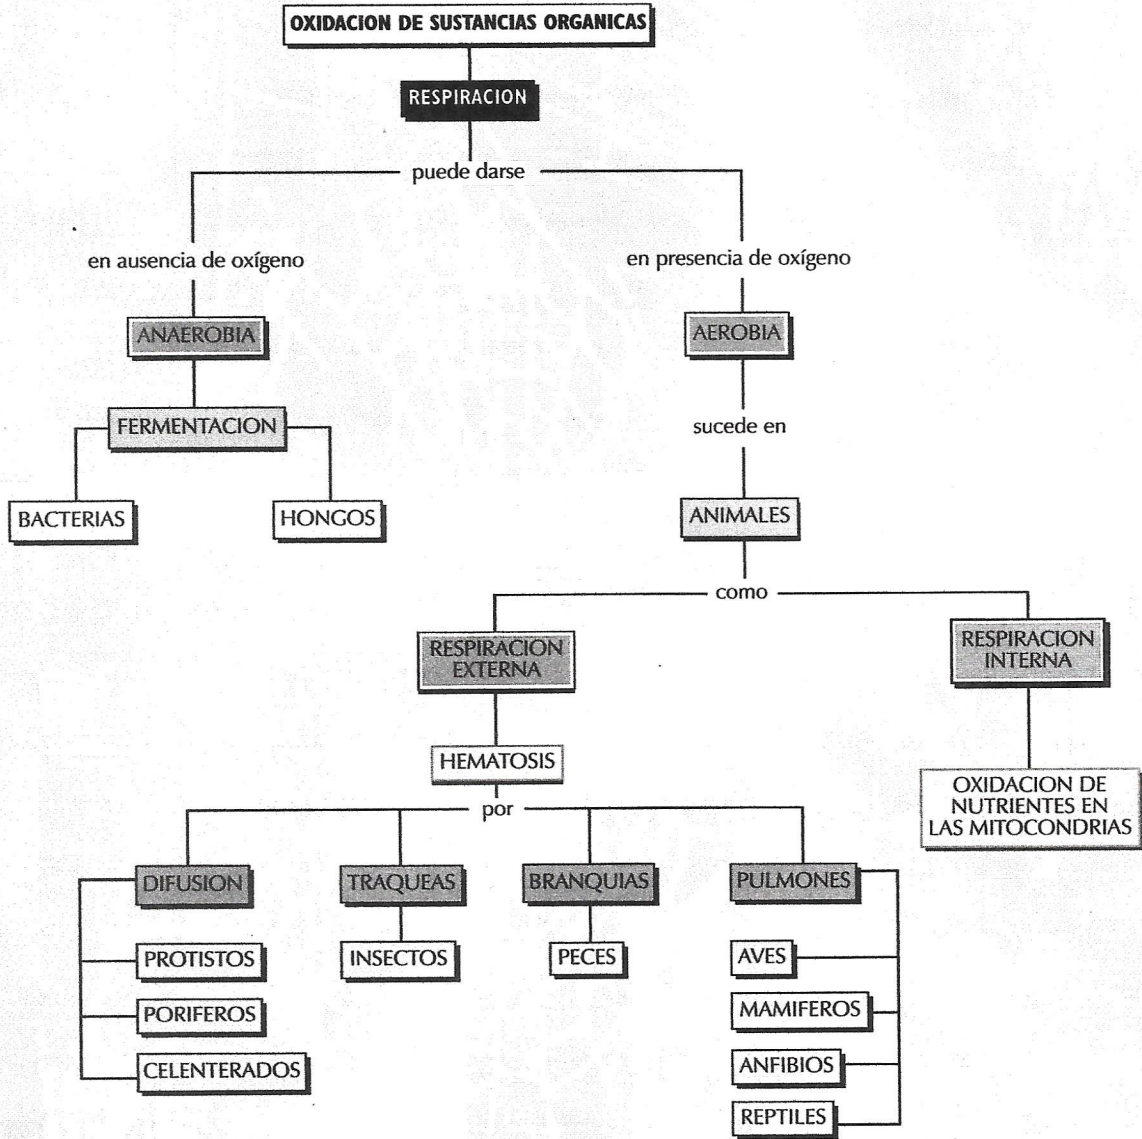 OXIDACION DE SUSTANCIAS ORGANICAS
RESPIRACION
puede darse
en ausencia de oxígeno
en presencia de oxígeno
ANAEROBIA
AEROBIA
FERMENTACION
sucede en
BACTERIAS
HONGOS
ANIMALES
como
RESPIRACION
EXTERNA
RESPIRACION
INTERNA
HEMATOSIS
OXIDACION DE
NUTRIENTES EN
LAS MITOCONDRIAS
por
DIFUSION
TRAQUEAS
BRANQUIAS
PULMONES
PROTISTOS
INSECTOS
PECES
AVES
PORIFEROS
MAMIFEROS
CELENTERADOS
ANFIBIOS
REPTILES